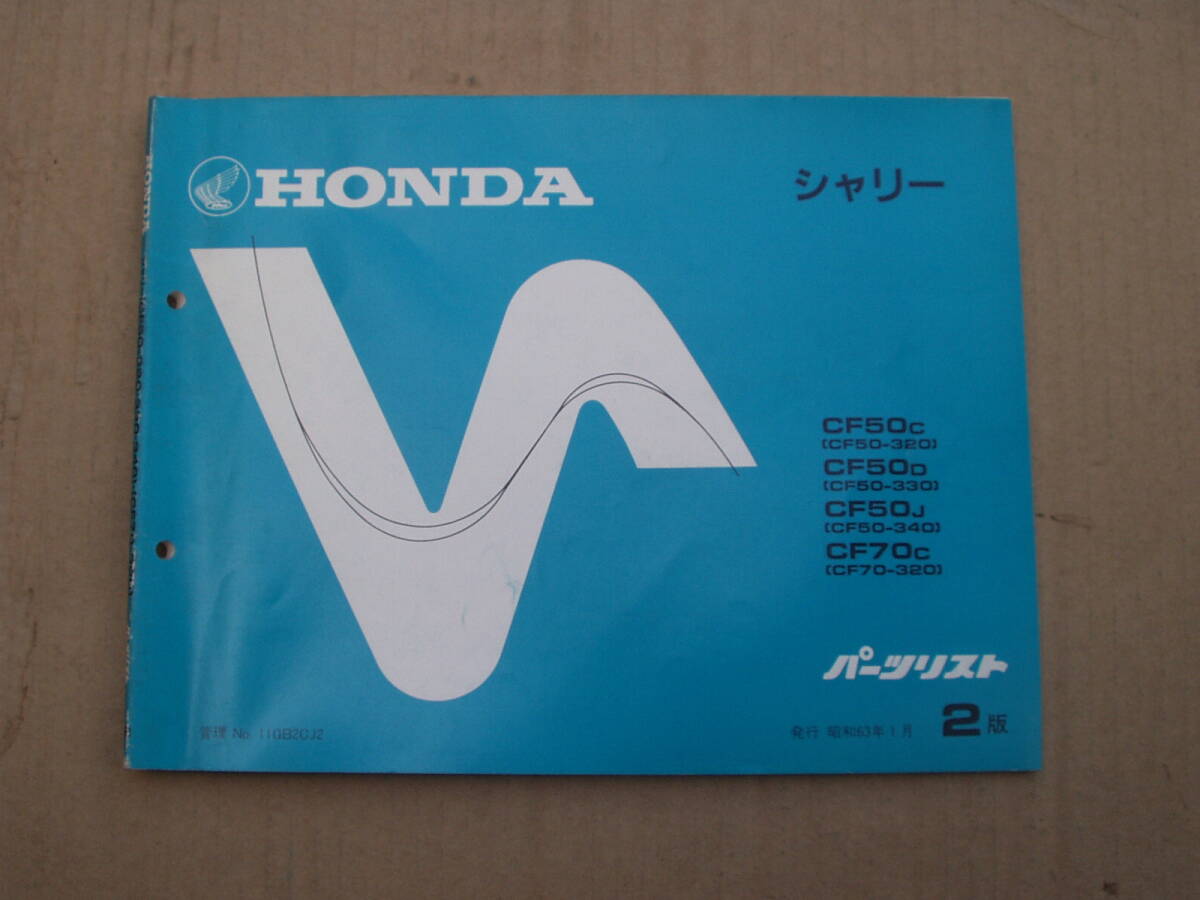 HONDA
シャリー
CF50C
(CF50-320)
CF50D
(CF50-330)
CF50J
(CF50-340)
CF70C
(CF70-320)
パーツリスト
管理 No. 11GB2CJ2
発行 昭和63年1月
2版
HONDA